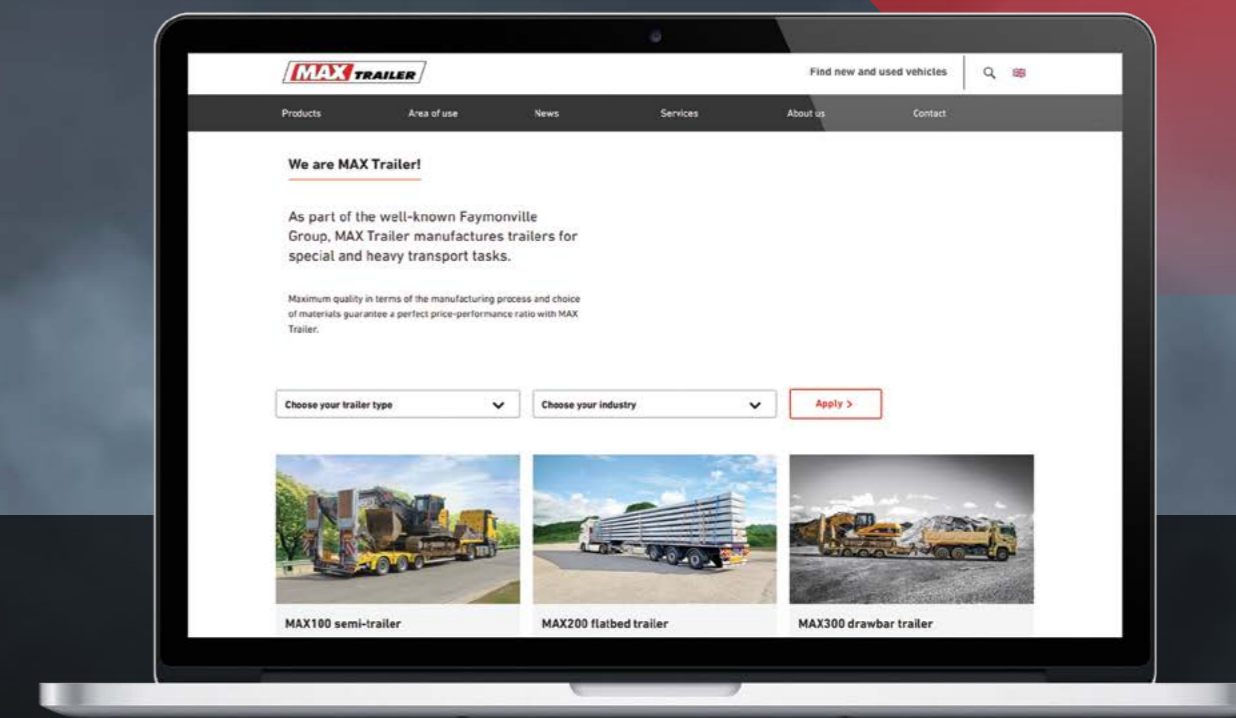 MAX TRAILER
Find new and used vehicles
Products Area of use News Services About us Contact
We are MAX Trailer!
As part of the well-known Faymonville
Group, MAX Trailer manufactures trailers for
special and heavy transport tasks.
Maximum quality in terms of the manufacturing process and choice
of materials guarantee a perfect price-performance ratio with MAX
Trailer.
Choose your trailer type
Choose your industry
Apply >
MAX100 semi-trailer
MAX200 flatbed trailer
MAX300 drawbar trailer